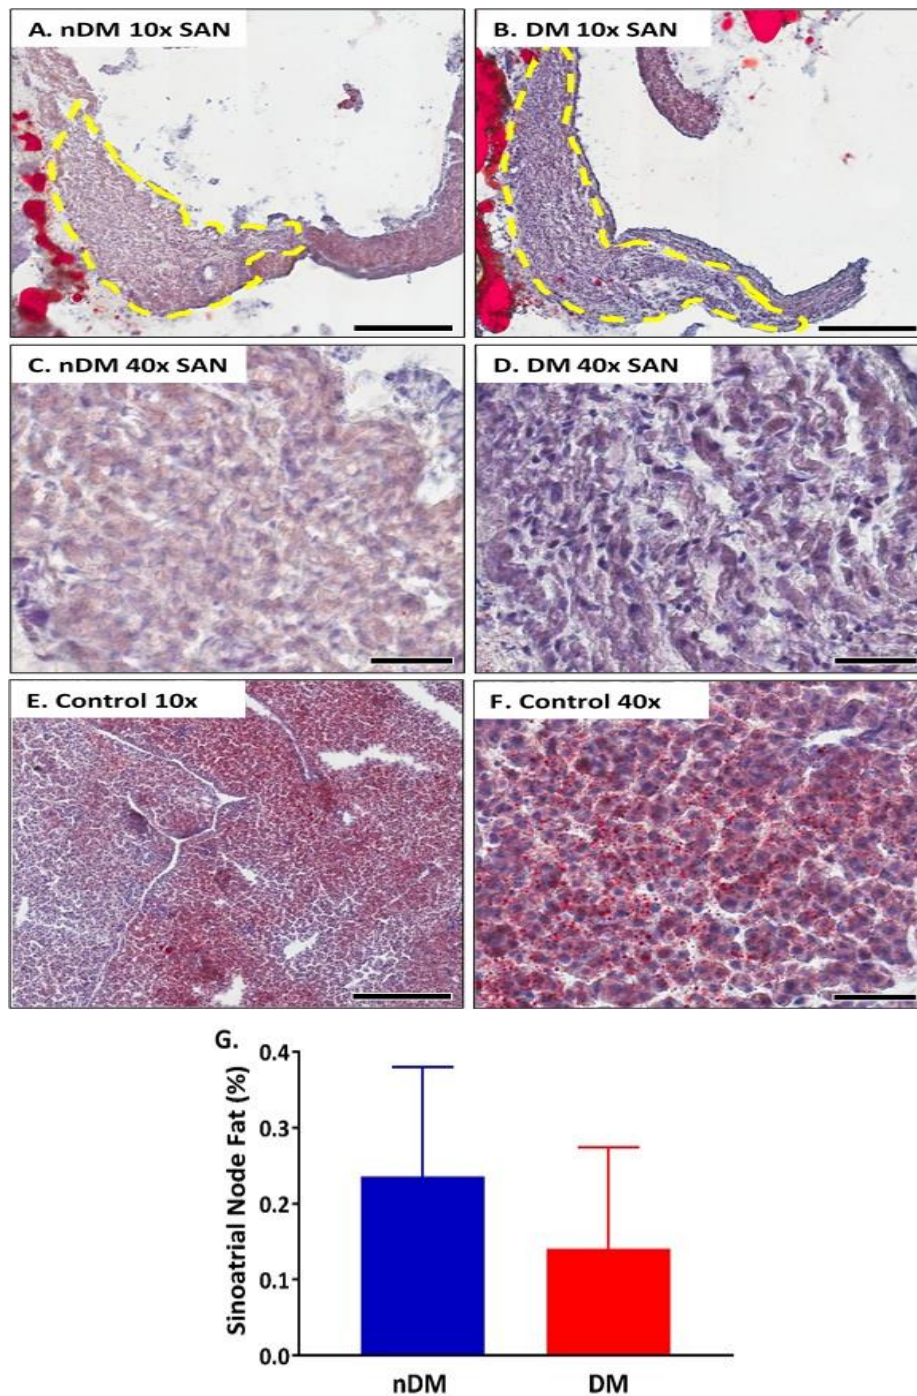 A. nDM 10x SAN
B. DM 10x SAN
C. nDM 40x SAN
D. DM 40x SAN
E. Control 10x
F. Control 40x
G.
Sinoatrial Node Fat (%)
0.4
0.3
0.2
0.1
0.0
nDM
DM